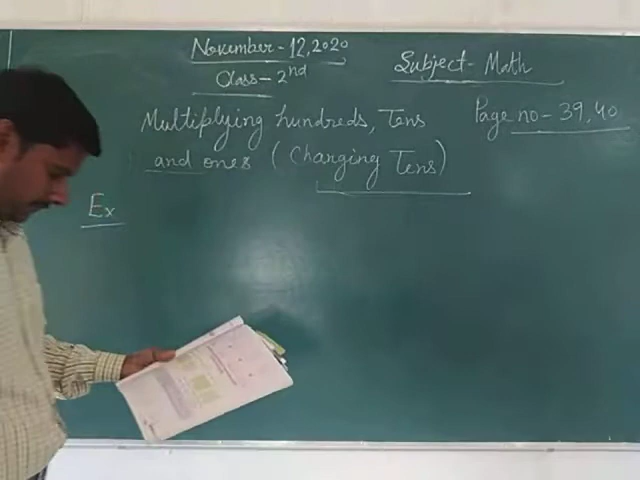 November-12,2020
Class-2nd
Subject-Math
Multiplying hundreds, Tens
and ones (Changing Tens)
Page no-39,40
Ex